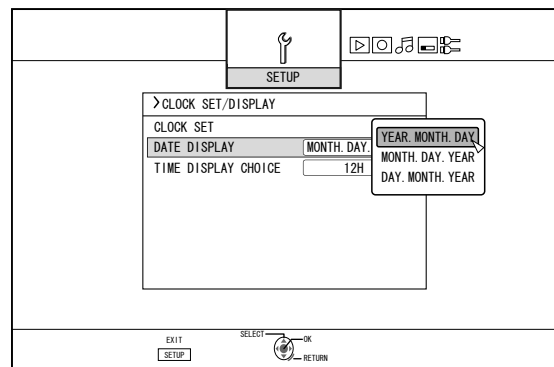 SETUP
>CLOCK SET/DISPLAY
CLOCK SET
DATE DISPLAY MONTH. DAY.
TIME DISPLAY CHOICE 12H
YEAR. MONTH. DAY
MONTH. DAY. YEAR
DAY. MONTH. YEAR
EXIT
SETUP
SELECT
OK
RETURN